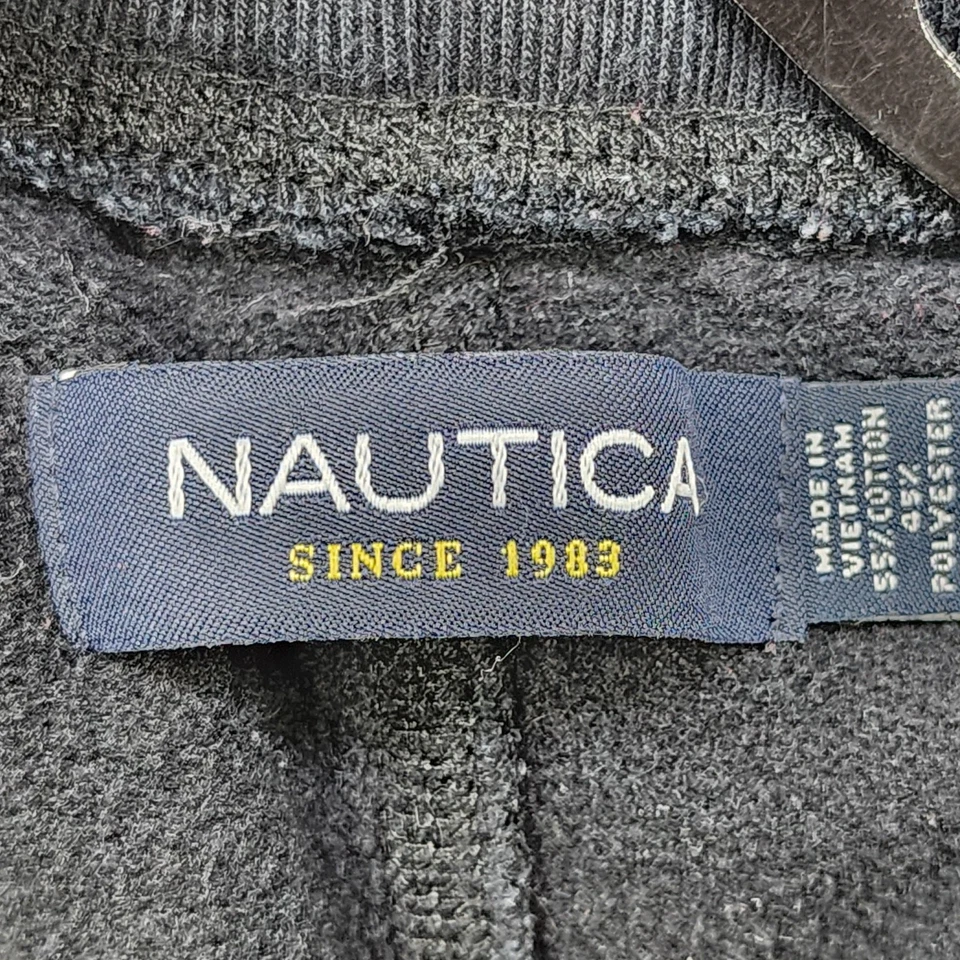 NAUTICA
SINCE 1983
MADE IN
VIETNAM
55% COTTON
45%
POLYESTER